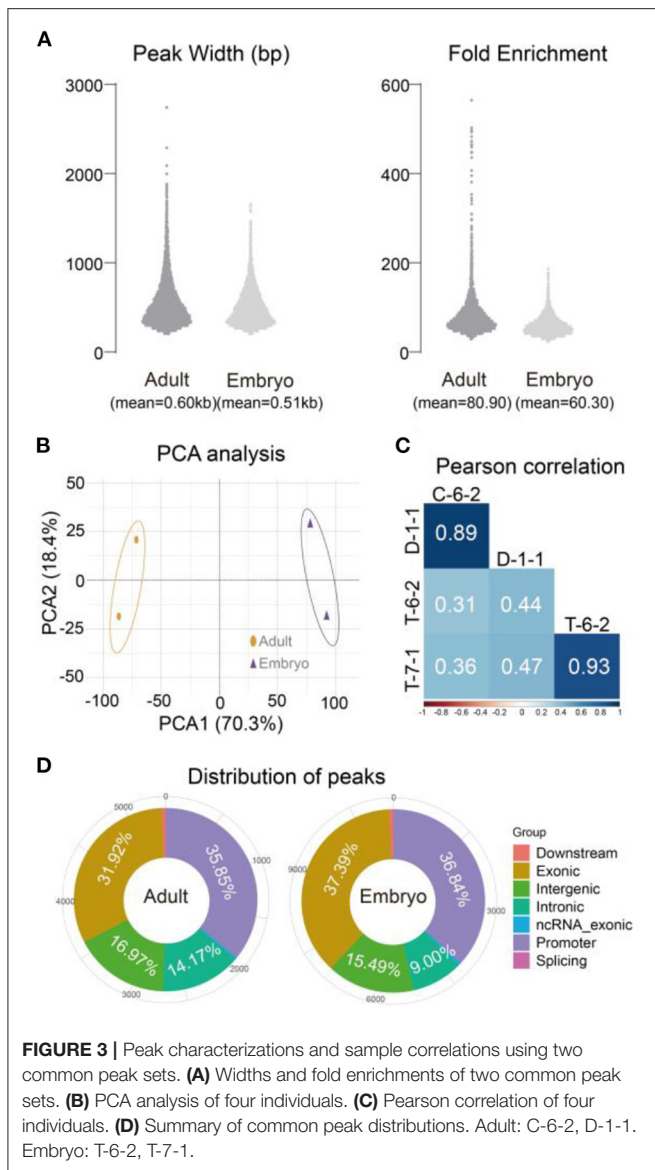 A
Peak Width (bp)
Fold Enrichment
3000
2000
1000
0
600
400
200
0
Adult
Embryo
(mean=0.60kb)
(mean=0.51kb)
Adult
Embryo
(mean=80.90)
(mean=60.30)
B
PCA analysis
50
25
0
-25
-50
PCA2 (18.4%)
-100
-50
0
50
100
PCA1 (70.3%)
Adult
Embryo
C
Pearson correlation
C-6-2
D-1-1
0.89
D-1-1
T-6-2
0.31
0.44
T-6-2
T-7-1
0.36
0.47
0.93
-1
-0.8
-0.6
-0.4
-0.2
0
0.2
0.4
0.6
0.8
1
D
Distribution of peaks
0
1000
2000
3000
4000
5000
31.92%
35.85%
Adult
16.97%
14.17%
0
3000
6000
9000
37.39%
36.84%
Embryo
15.49%
9.00%
Group
Downstream
Exonic
Intergenic
Intronic
ncRNA_exonic
Promoter
Splicing
FIGURE 3 | Peak characterizations and sample correlations using two
common peak sets. (A) Widths and fold enrichments of two common peak
sets. (B) PCA analysis of four individuals. (C) Pearson correlation of four
individuals. (D) Summary of common peak distributions. Adult: C-6-2, D-1-1.
Embryo: T-6-2, T-7-1.